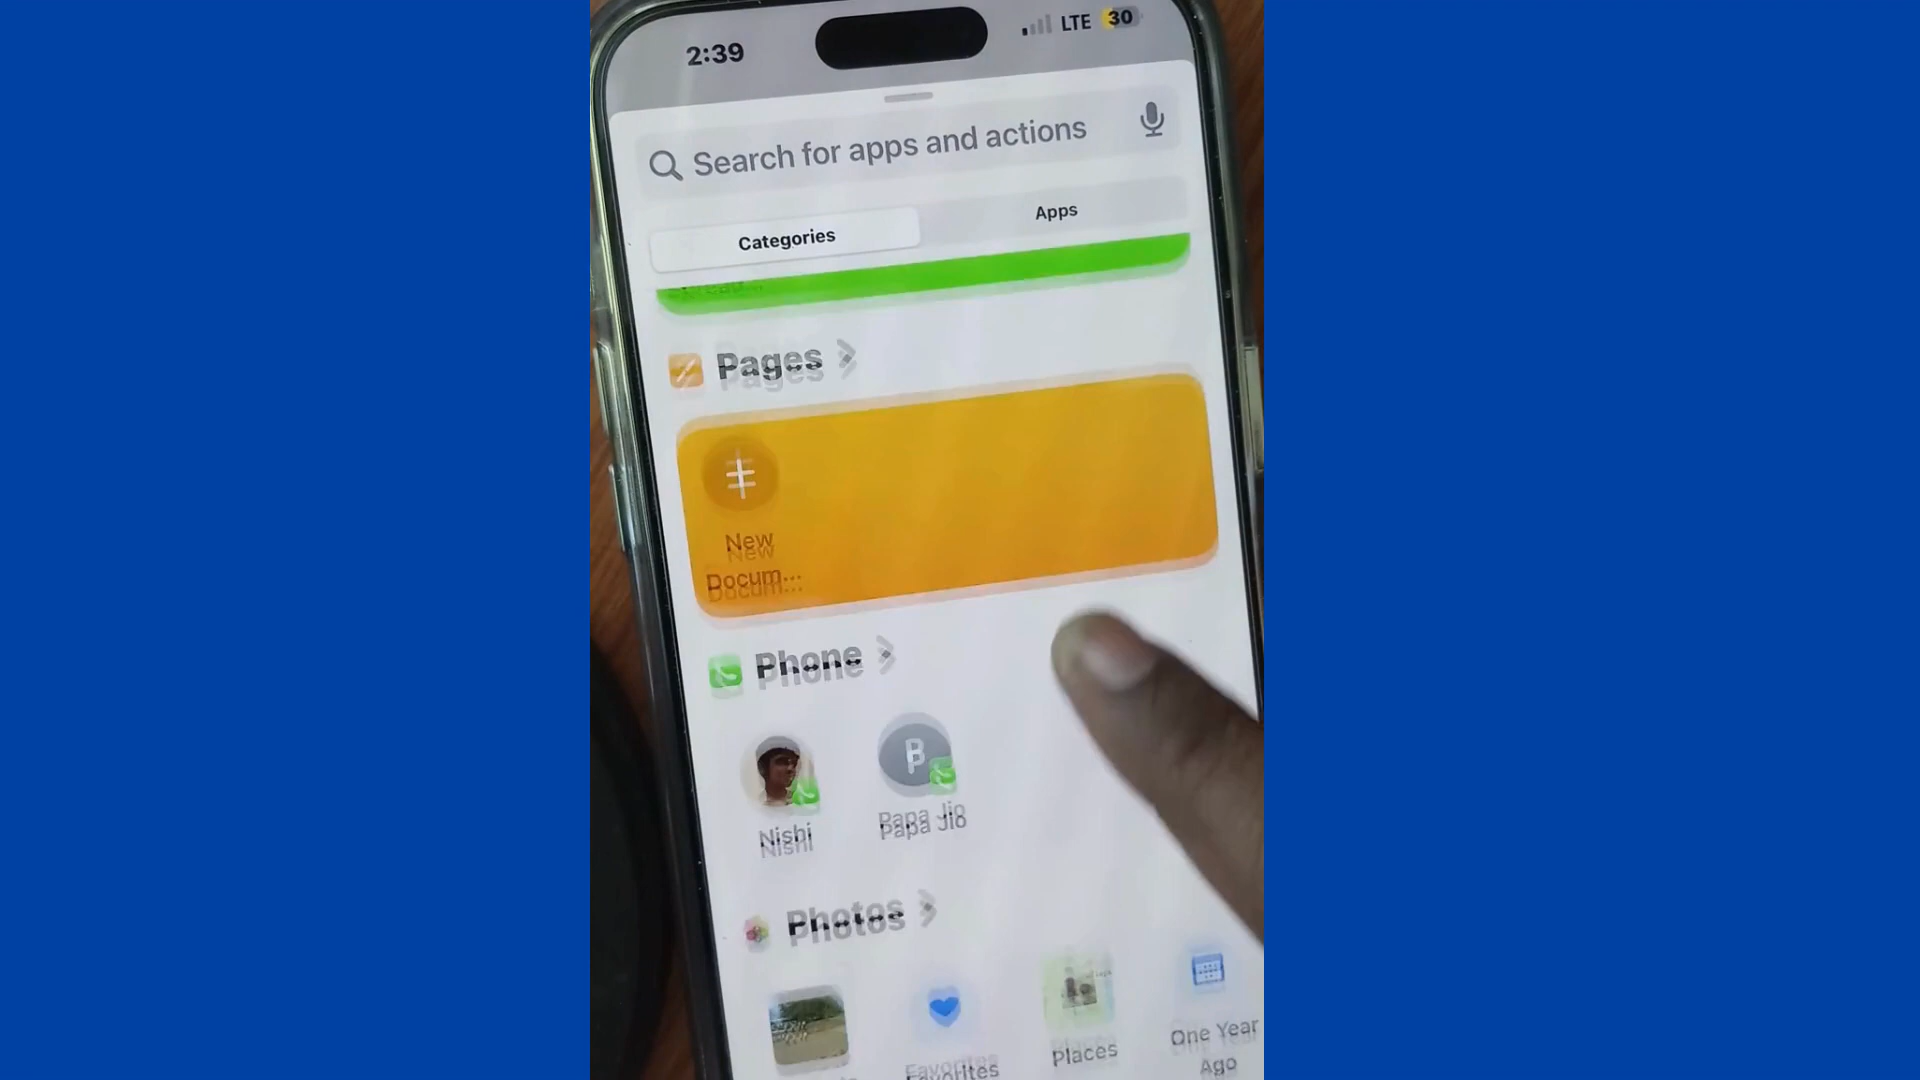 2:39
LTE 30
Search for apps and actions
Categories
Apps
Pages
New
Docum...
Phone
B
Nishi
Papa Jio
Photos
Favorites
Places
One Year
Ago